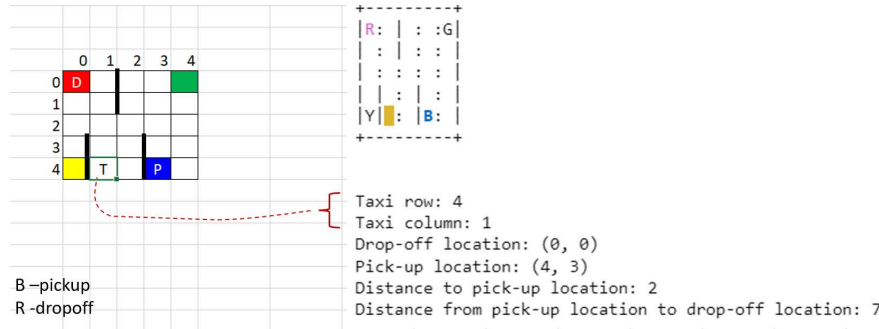 0 1 2 3 4
0 D
1
2
3
4 T P
B –pickup
R -dropoff
+---------+
|R: | : :G|
| : | : : |
| : : : : |
| | : | : |
|Y| : |B: |
+---------+
Taxi row: 4
Taxi column: 1
Drop-off location: (0, 0)
Pick-up location: (4, 3)
Distance to pick-up location: 2
Distance from pick-up location to drop-off location: 7